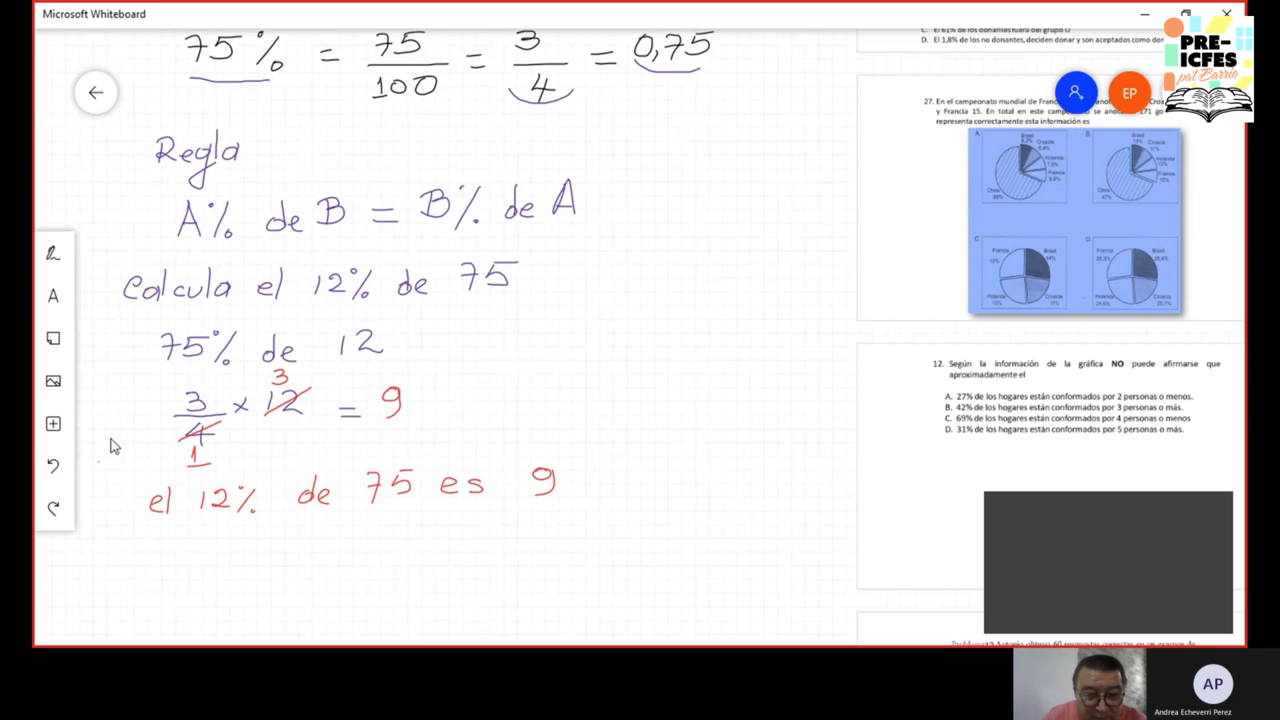 Microsoft Whiteboard
75% = 75/100 = 3/4 = 0,75
Regla
A% de B = B% de A
Calcula el 12% de 75
75% de 12
3
3/4 × 12 = 9
1
el 12% de 75 es 9
D. El 1,8% de los no donantes, deciden donar y son aceptados como don
27. En el campeonato mundial de Franc
y Francia 15. En total en este camp se 171 go
representa correctamente esta información es
A. B.
C. D.
12. Según la información de la gráfica NO puede afirmarse que
aproximadamente el
A. 27% de los hogares están conformados por 2 personas o menos.
B. 42% de los hogares están conformados por 3 personas o más.
C. 69% de los hogares están conformados por 4 personas o menos
D. 31% de los hogares están conformados por 5 personas o más.
PRE-
ICFES
pal Barrio
EP
A
AP
Andrea Echeverri Perez